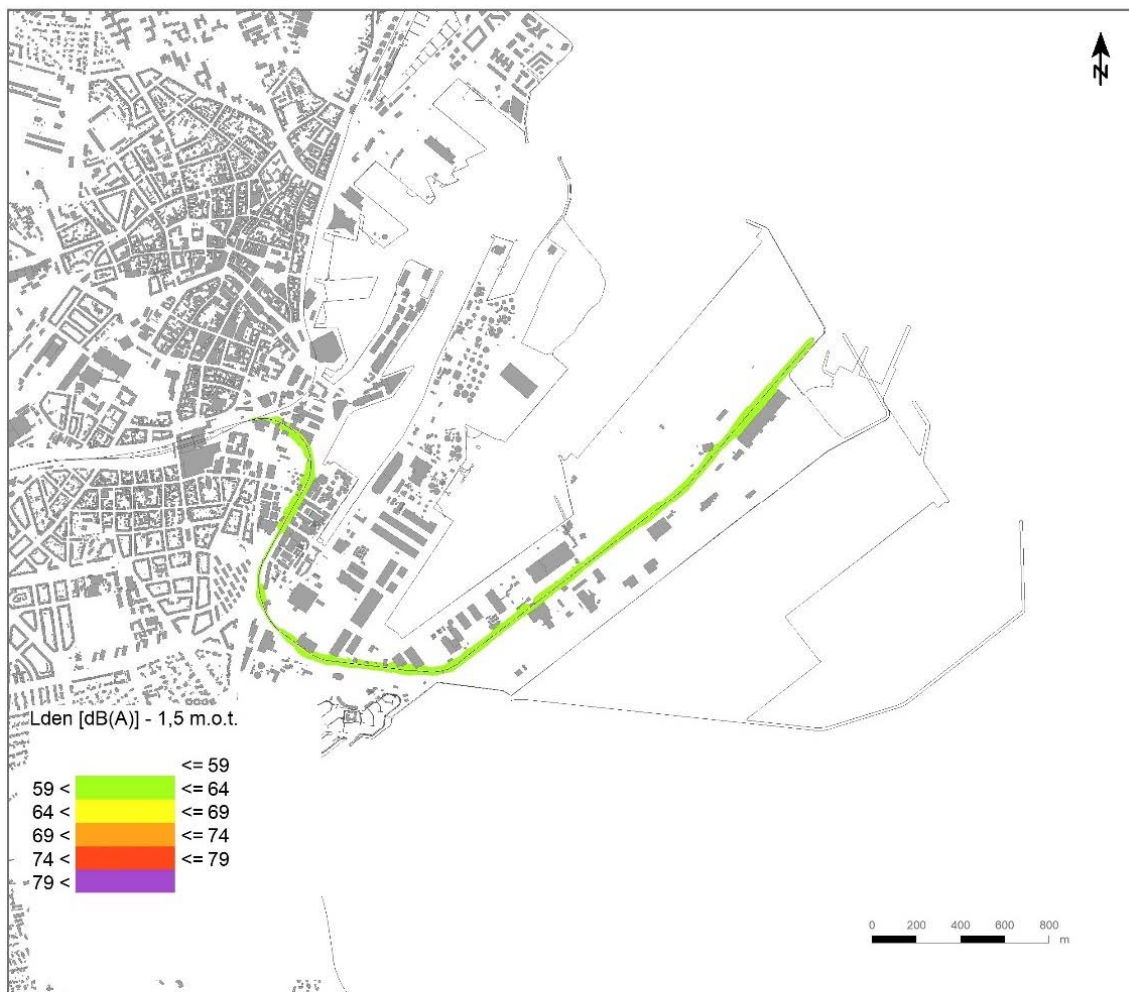 N
Lden [dB(A)] - 1,5 m.o.t.
<= 59
59 < <= 64
64 < <= 69
69 < <= 74
74 < <= 79
79 <
0 200 400 600 800
m